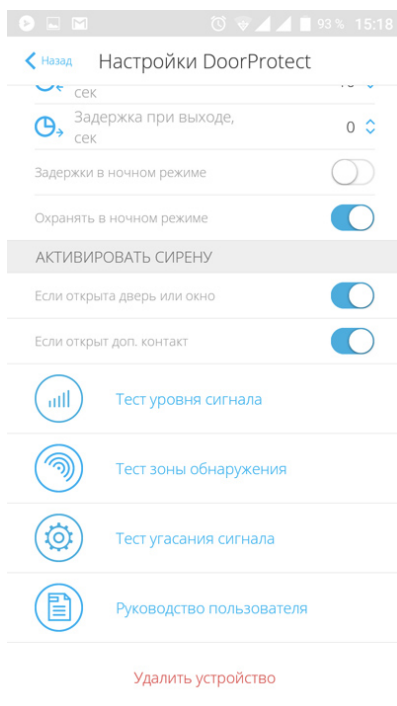 93 % 15:18
Назад Настройки DoorProtect
сек
Задержка при выходе,
сек 0
Задержки в ночном режиме
Охранять в ночном режиме
АКТИВИРОВАТЬ СИРЕНУ
Если открыта дверь или окно
Если открыт доп. контакт
Тест уровня сигнала
Тест зоны обнаружения
Тест угасания сигнала
Руководство пользователя
Удалить устройство